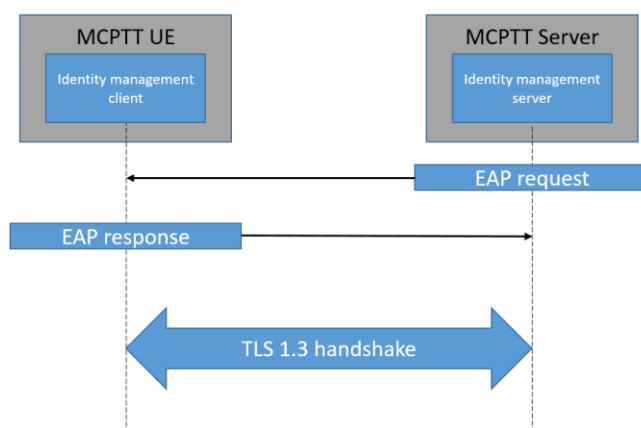 MCPTT UE
Identity management
client
MCPTT Server
Identity management
server
EAP request
EAP response
TLS 1.3 handshake